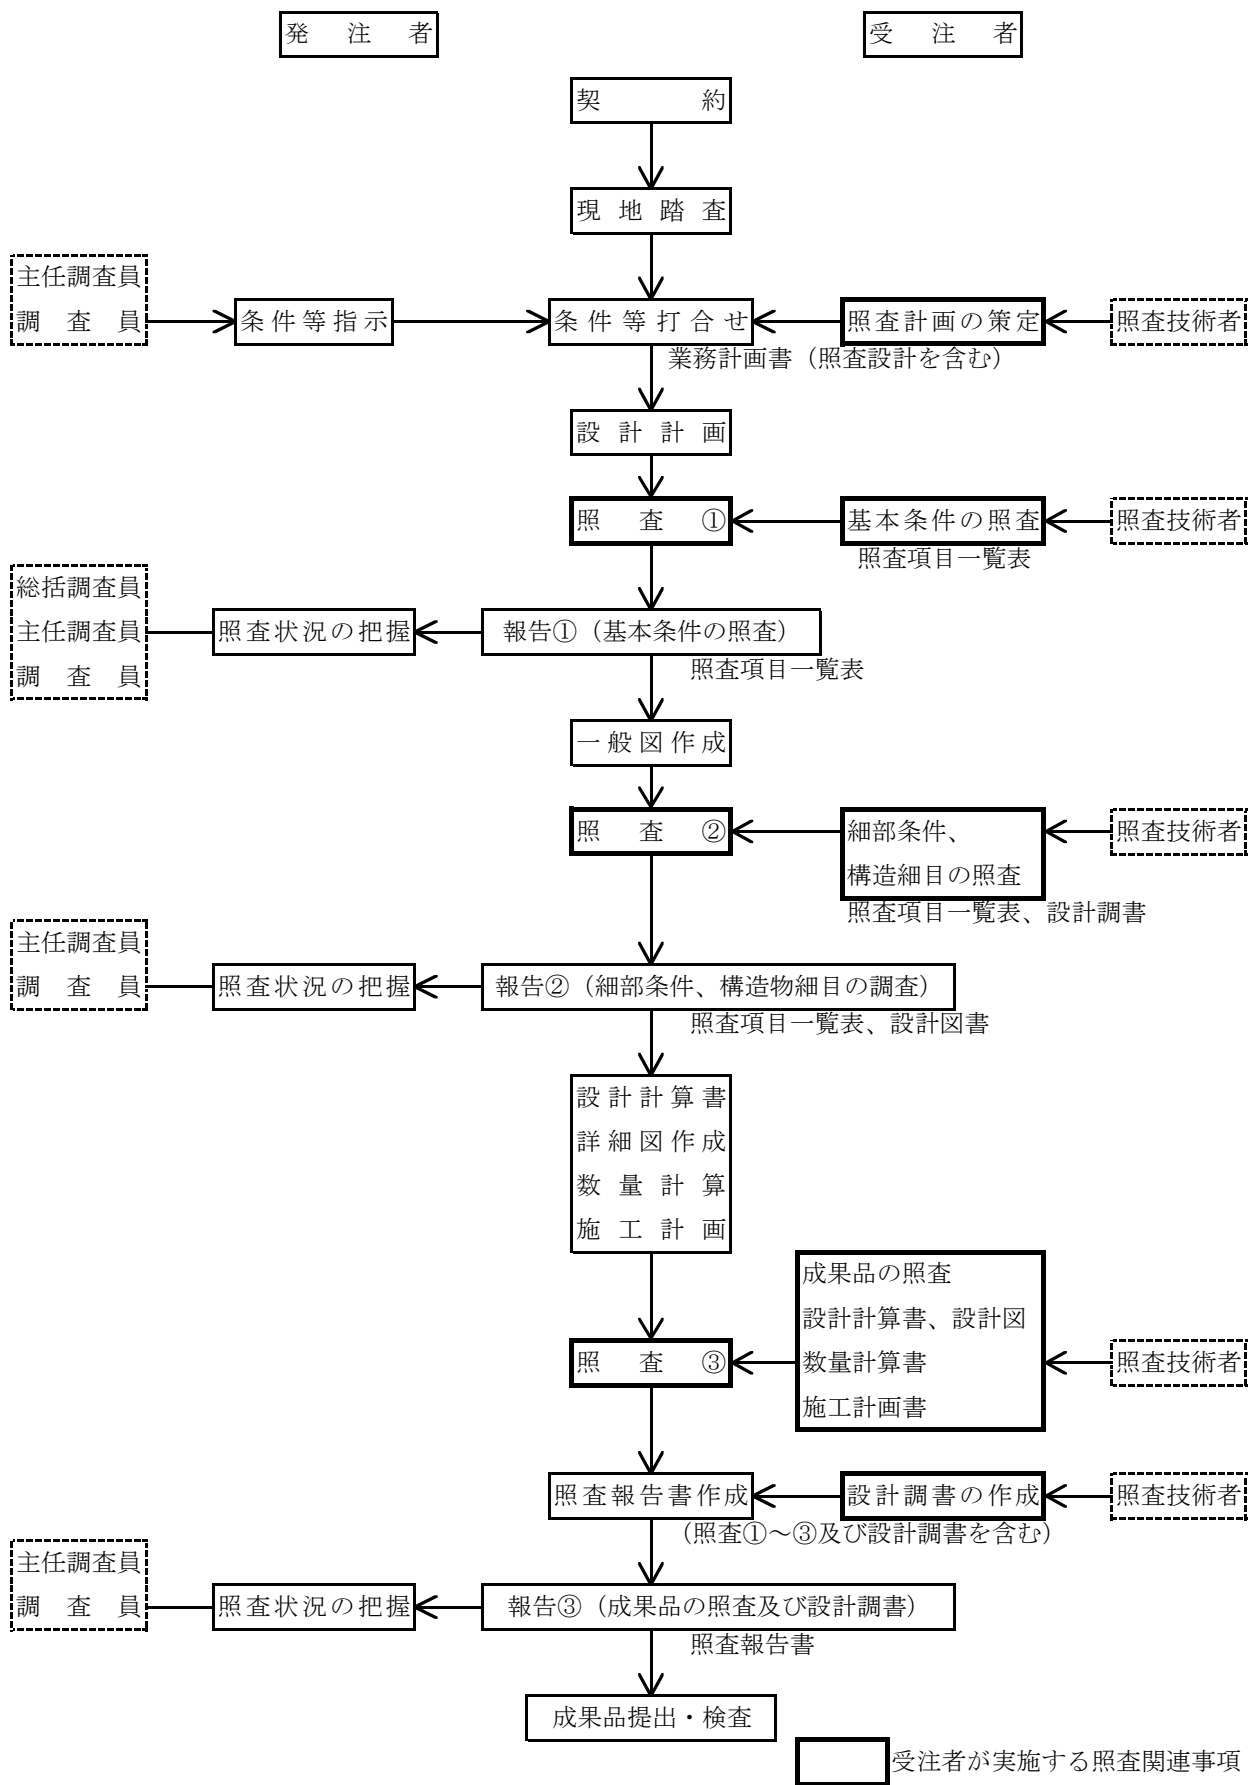 発注者
受注者
契約
現地踏査
主任調査員
調査員
条件等指示
条件等打合せ
照査計画の策定
照査技術者
業務計画書（照査設計を含む）
設計計画
照査①
基本条件の照査
照査技術者
照査項目一覧表
総括調査員
主任調査員
調査員
照査状況の把握
報告①（基本条件の照査）
照査項目一覧表
一般図作成
照査②
細部条件、
構造細目の照査
照査技術者
照査項目一覧表、設計調書
主任調査員
調査員
照査状況の把握
報告②（細部条件、構造物細目の調査）
照査項目一覧表、設計図書
設計計算書
詳細図作成
数量計算
施工計画
成果品の照査
設計計算書、設計図
数量計算書
施工計画書
照査③
照査技術者
照査報告書作成
設計調書の作成
照査技術者
（照査①～③及び設計調書を含む）
主任調査員
調査員
照査状況の把握
報告③（成果品の照査及び設計調書）
照査報告書
成果品提出・検査
受注者が実施する照査関連事項